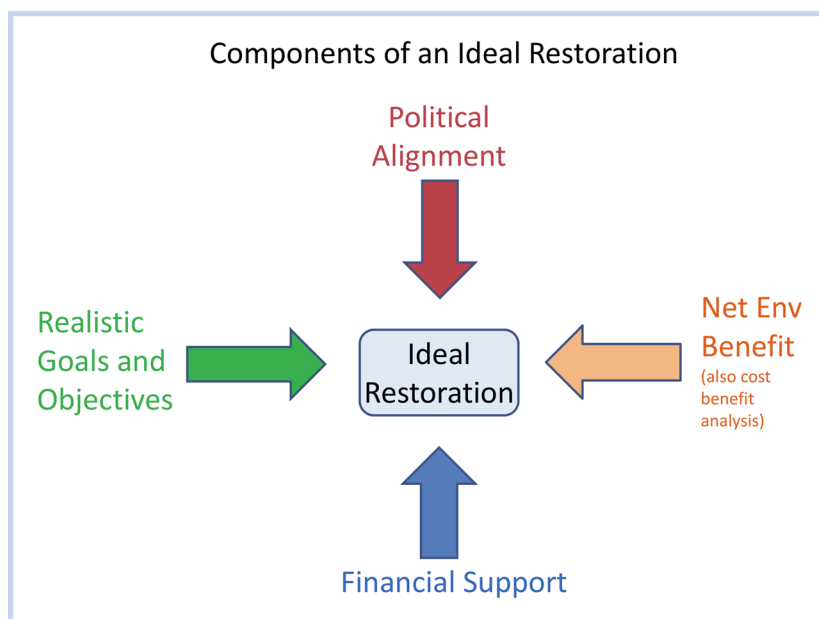 Components of an Ideal Restoration
Political
Alignment
Realistic
Goals and
Objectives
Ideal
Restoration
Net Env
Benefit
(also cost
benefit
analysis)
Financial Support